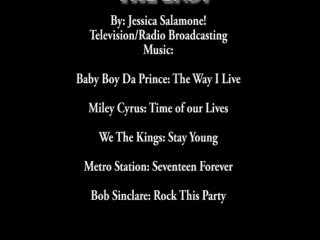 By: Jessica Salamone!
Television/Radio Broadcasting
Music:
Baby Boy Da Prince: The Way I Live
Miley Cyrus: Time of our Lives
We The Kings: Stay Young
Metro Station: Seventeen Forever
Bob Sinclare: Rock This Party